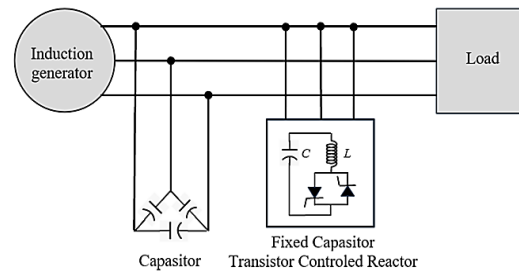 Induction
generator
Load
C
L
Capasitor
Fixed Capasitor
Transistor Controled Reactor